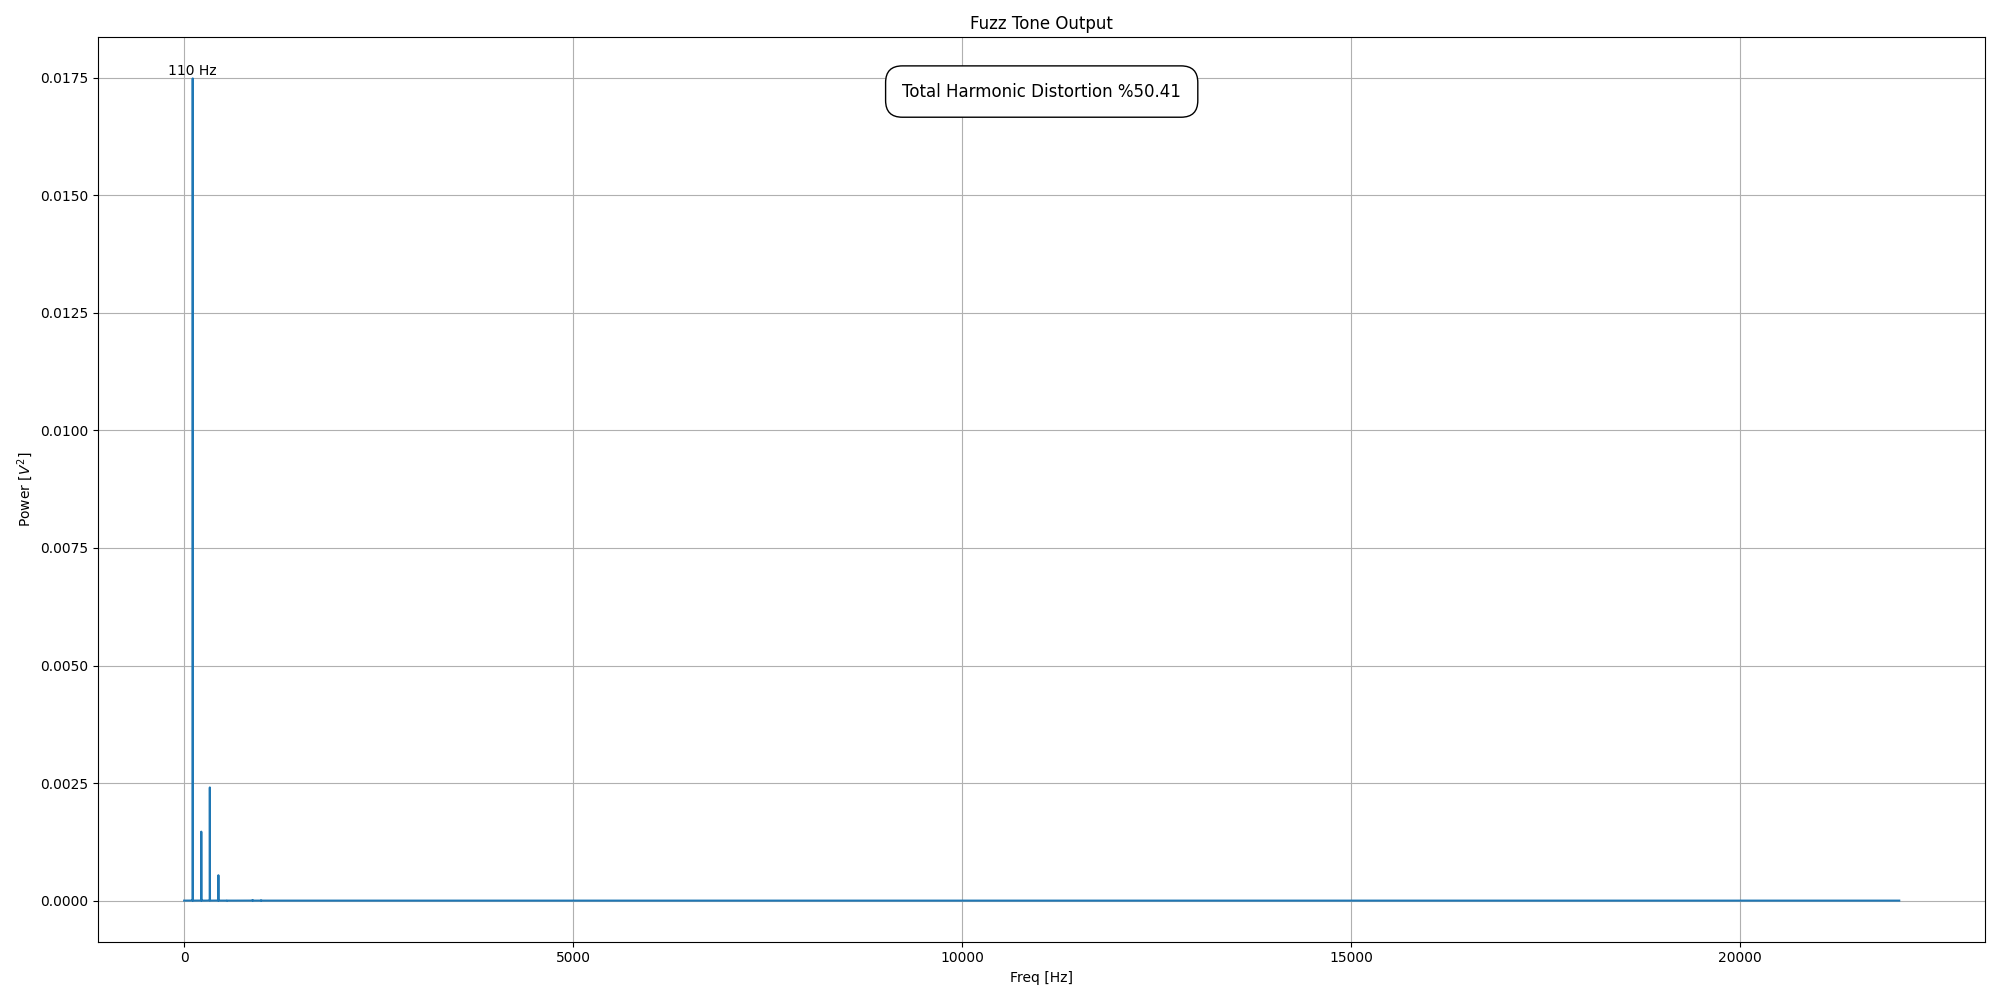 Fuzz Tone Output
110 Hz
Total Harmonic Distortion %50.41
0.0175
0.0150
0.0125
0.0100
0.0075
0.0050
0.0025
0.0000
Power [V²]
0 5000 10000 15000 20000
Freq [Hz]